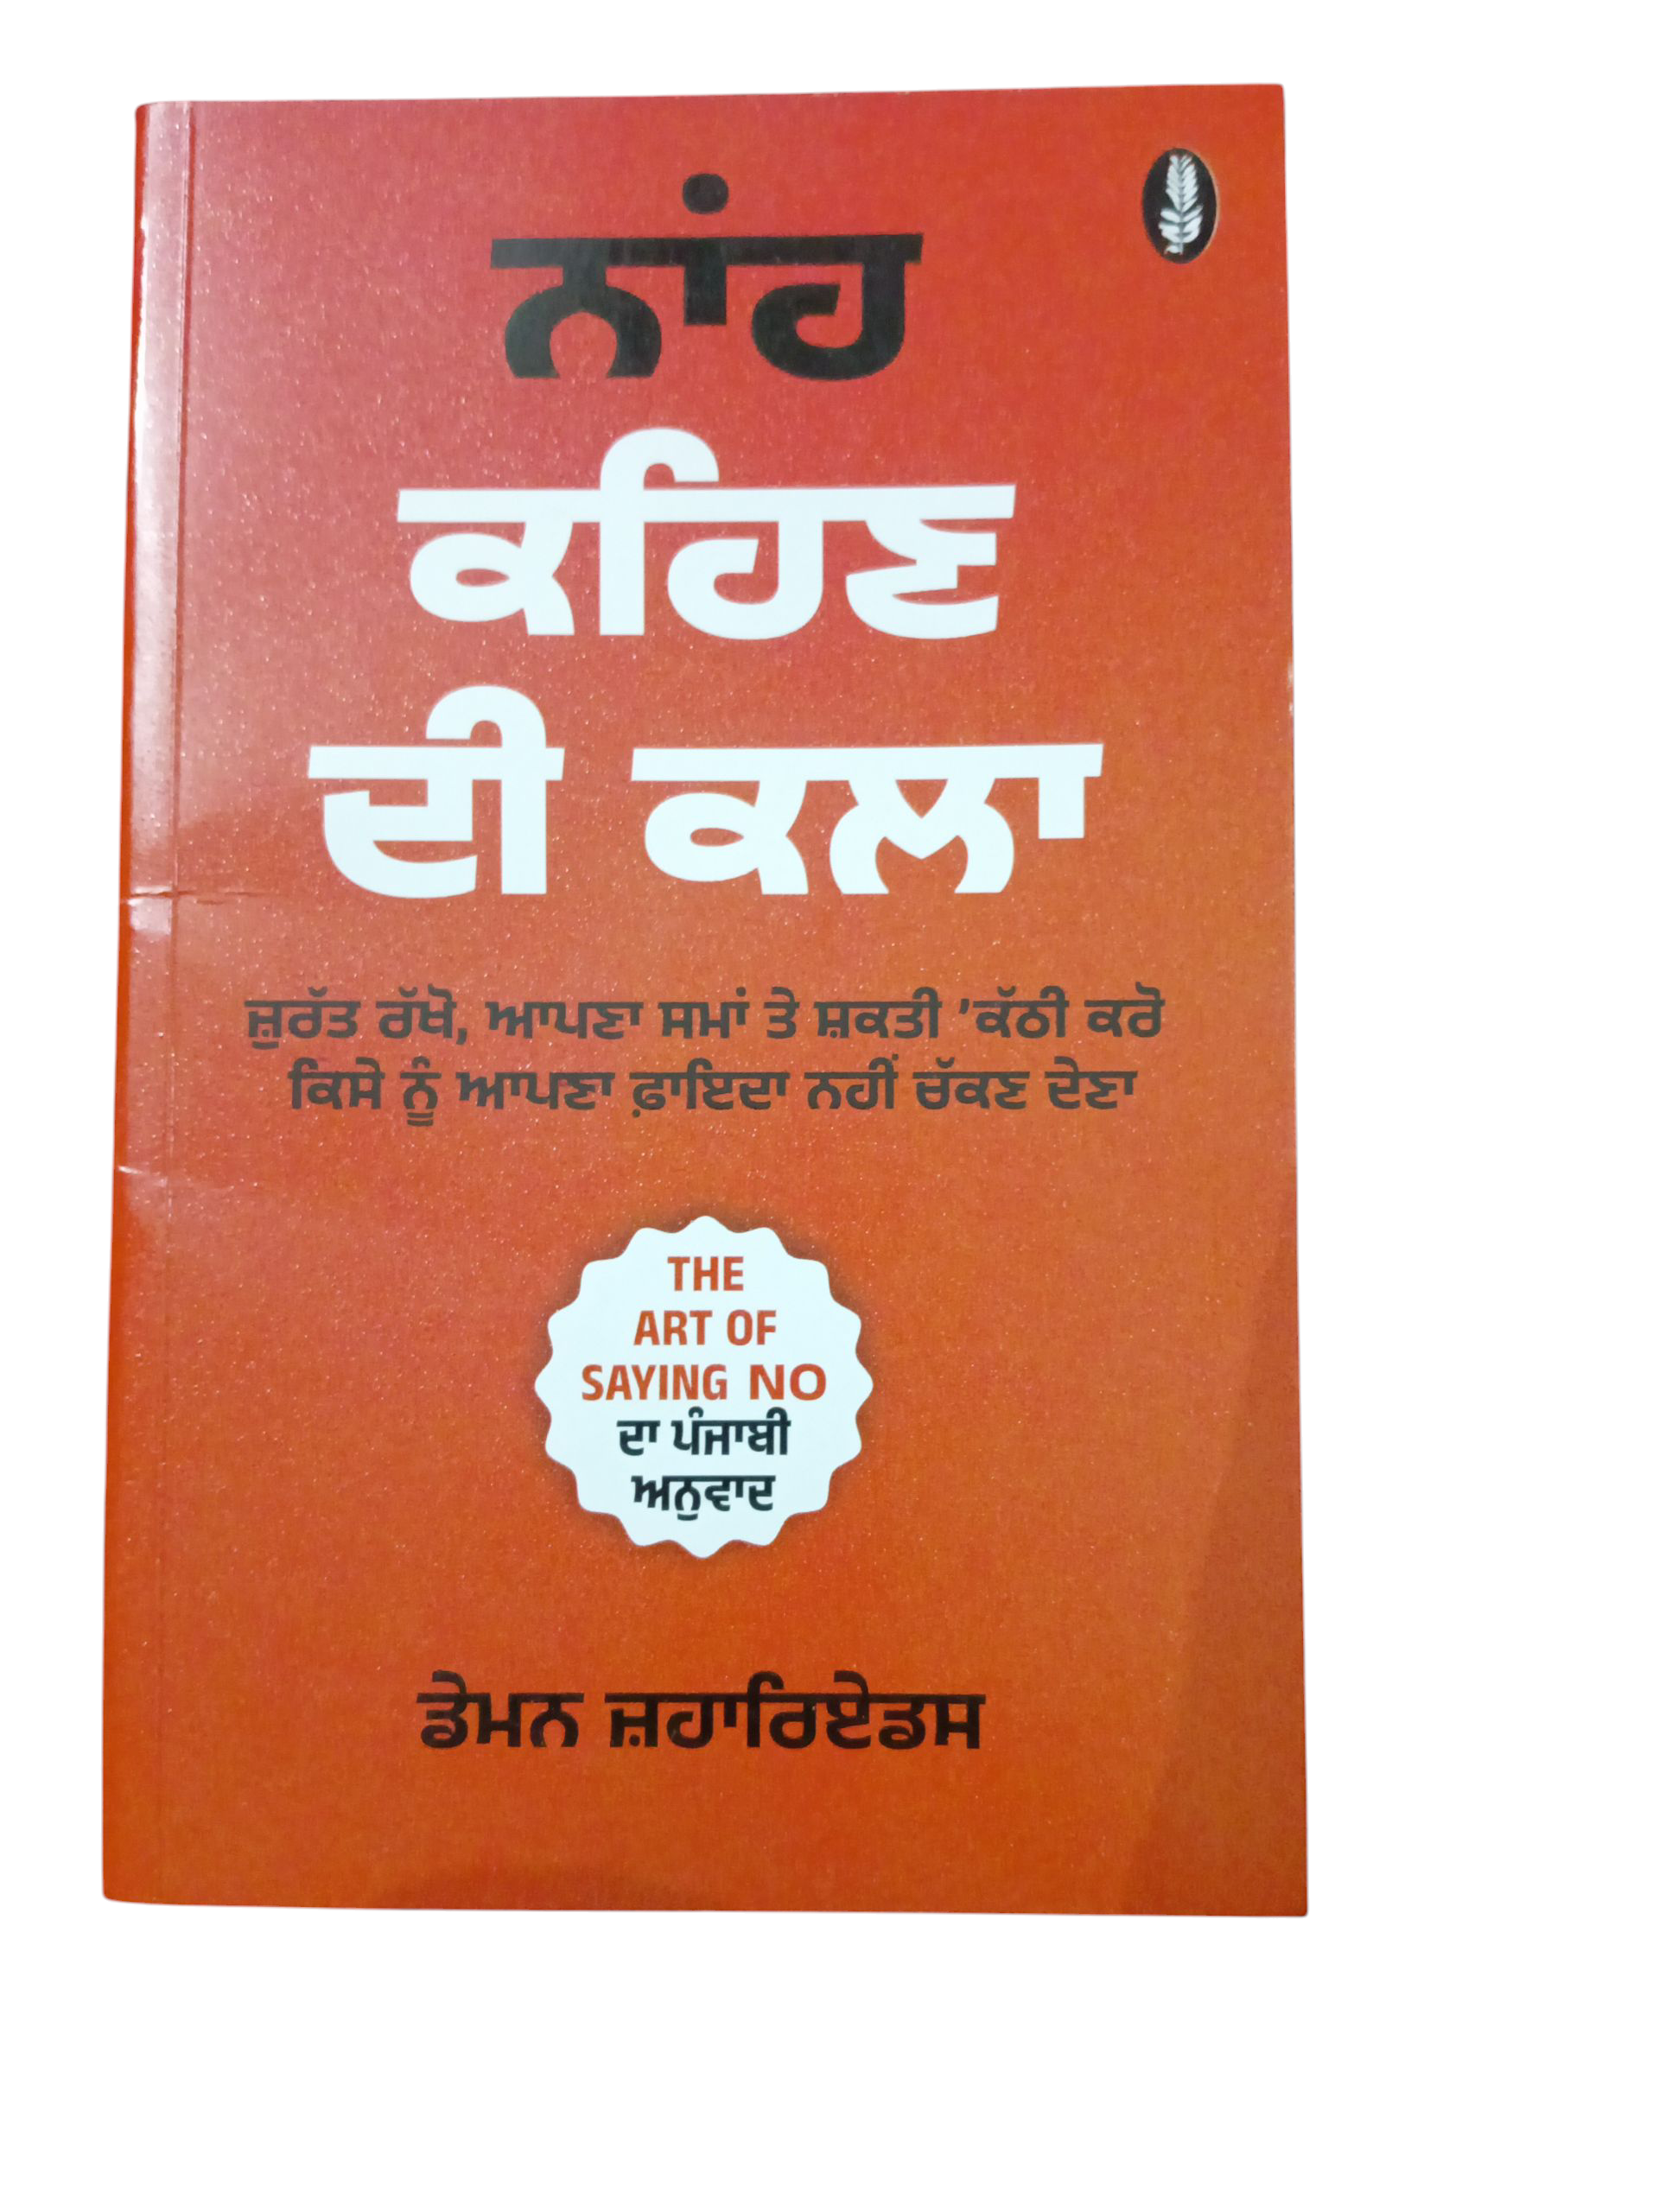 ਨਾਂਹ
ਕਹਿਣ
ਦੀ ਕਲਾ
ਜ਼ੁਰੱਤ ਰੱਖੋ, ਆਪਣਾ ਸਮਾਂ ਤੇ ਸ਼ਕਤੀ ’ਕੱਠੀ ਕਰੋ
ਕਿਸੇ ਨੂੰ ਆਪਣਾ ਫ਼ਾਇਦਾ ਨਹੀਂ ਚੱਕਣ ਦੇਣਾ
THE
ART OF
SAYING NO
ਦਾ ਪੰਜਾਬੀ
ਅਨੁਵਾਦ
ਡੇਮਨ ਜ਼ਹਾਰਿਏਡਸ